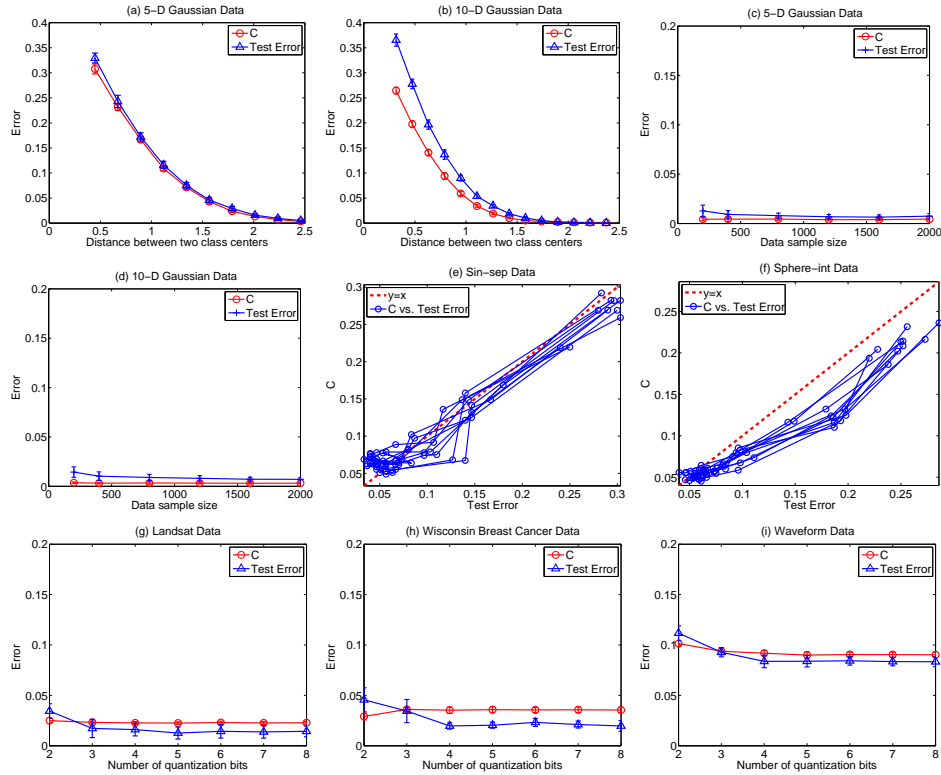 (a) 5-D Gaussian Data
0.4
0.35
0.3
0.25
0.2
0.15
0.1
0.05
0
Error
C
Test Error
0 0.5 1 1.5 2 2.5
Distance between two class centers
(b) 10-D Gaussian Data
0.4
0.35
0.3
0.25
0.2
0.15
0.1
0.05
0
Error
C
Test Error
0 0.5 1 1.5 2 2.5
Distance between two class centers
(c) 5-D Gaussian Data
0.2
0.15
0.1
0.05
0
Error
C
Test Error
0 500 1000 1500 2000
Data sample size
(d) 10-D Gaussian Data
0.2
0.15
0.1
0.05
0
Error
C
Test Error
0 500 1000 1500 2000
Data sample size
(e) Sin-sep Data
0.3
0.25
0.2
0.15
0.1
0.05
C
y=x
C vs. Test Error
0.05 0.1 0.15 0.2 0.25 0.3
Test Error
(f) Sphere-int Data
0.25
0.2
0.15
0.1
0.05
C
y=x
C vs. Test Error
0.05 0.1 0.15 0.2 0.25
Test Error
(g) Landsat Data
0.2
0.15
0.1
0.05
0
Error
C
Test Error
2 3 4 5 6 7 8
Number of quantization bits
(h) Wisconsin Breast Cancer Data
0.2
0.15
0.1
0.05
0
Error
C
Test Error
2 3 4 5 6 7 8
Number of quantization bits
(i) Waveform Data
0.2
0.15
0.1
0.05
0
Error
C
Test Error
2 3 4 5 6 7 8
Number of quantization bits